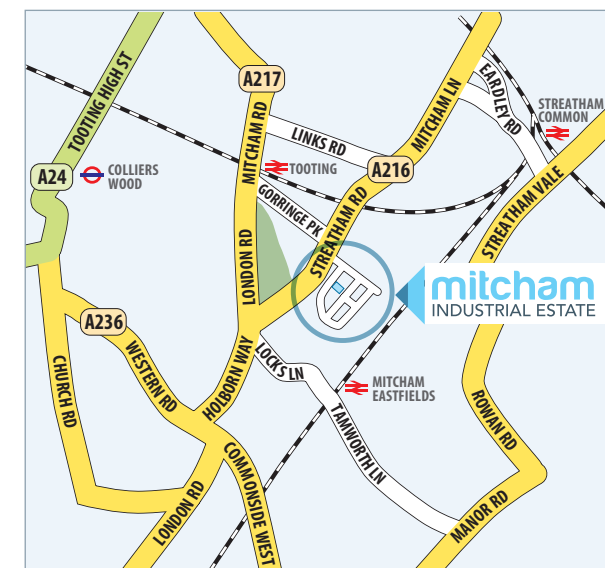 A217
TOOTING HIGH ST
MITCHAM LN
EARDLEY RD
STREATHAM
COMMON
MITCHAM RD
LINKS RD
A24
COLLIERS
WOOD
TOOTING
A216
GORRINGE PK
STREATHAM RD
STREATHAM VALE
LONDON RD
mitcham
INDUSTRIAL ESTATE
A236
WESTERN RD
HOLBORN WAY
LOCKS LN
CHURCH RD
MITCHAM
EASTFIELDS
TAMWORTH LN
ROWAN RD
COMMONSIDE WEST
LONDON RD
MANOR RD